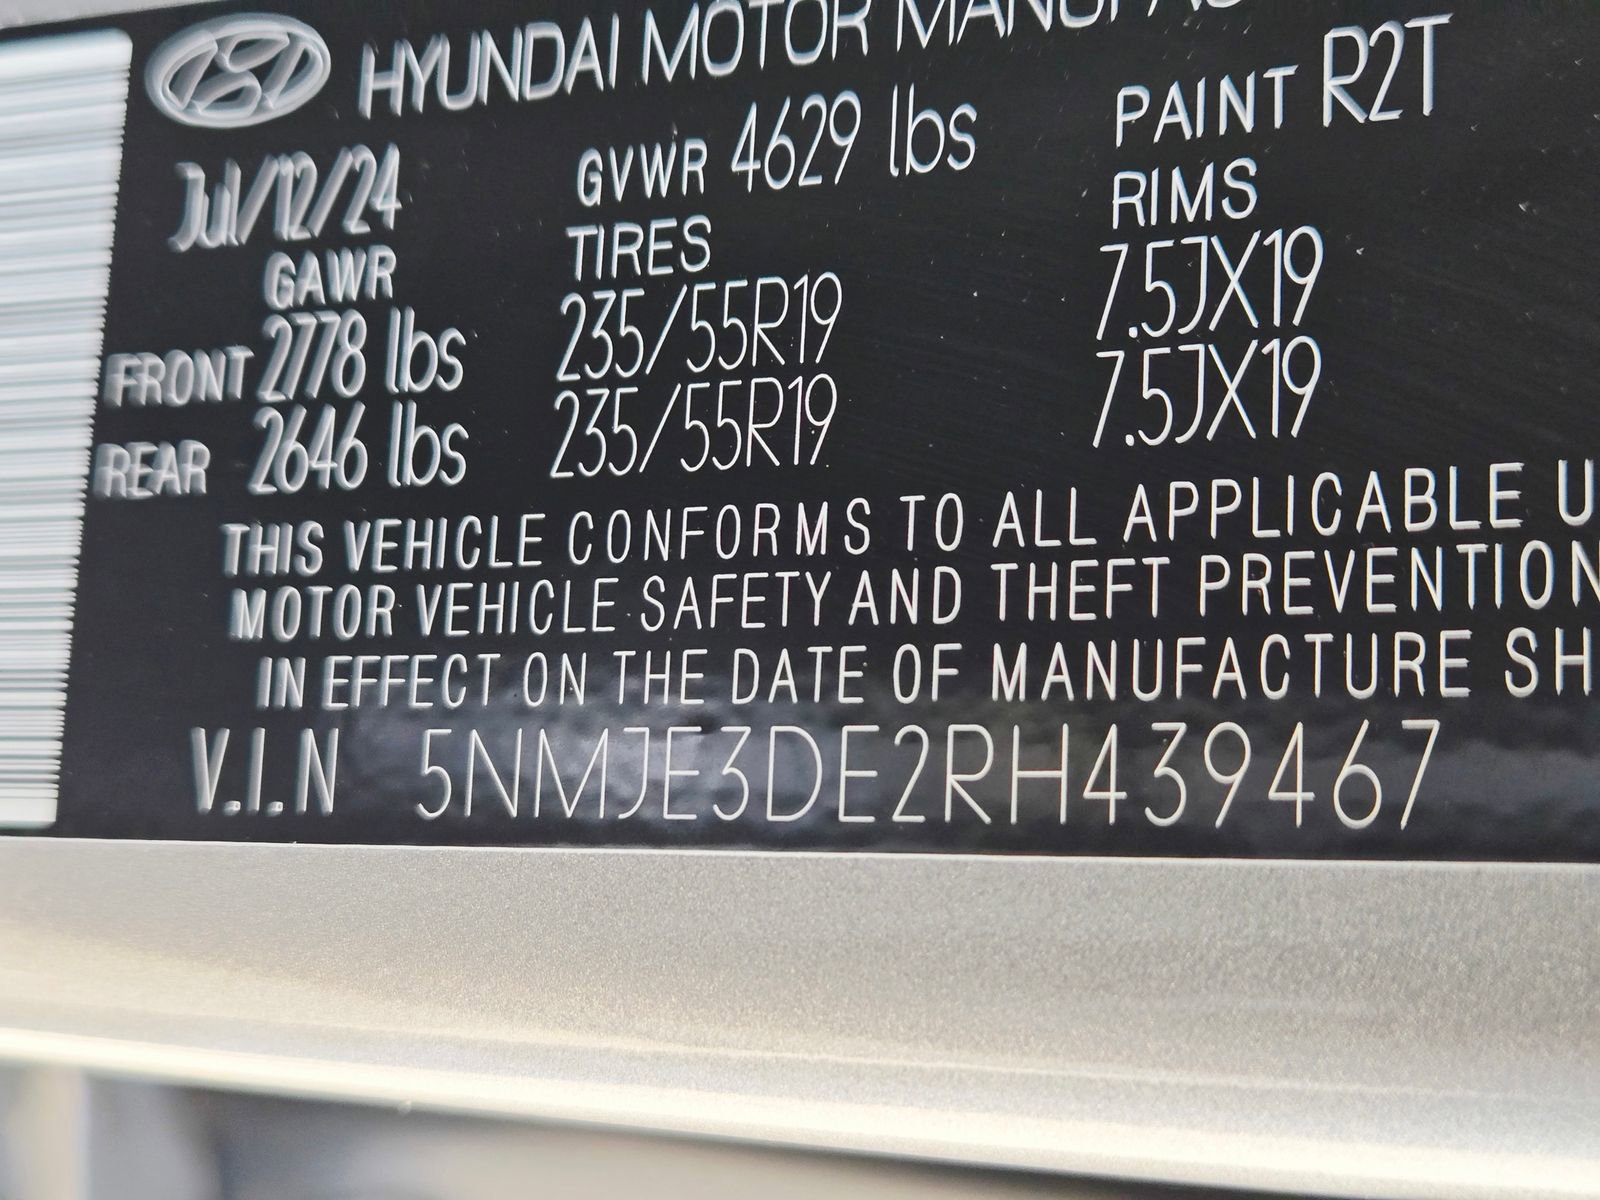 HYUNDAI MOTOR
Jul/12/24 GVWR 4629 lbs PAINT R2T
GAWR TIRES RIMS
FRONT 2778 lbs 235/55R19 7.5JX19
REAR 2646 lbs 235/55R19 7.5JX19
THIS VEHICLE CONFORMS TO ALL APPLICABLE U
MOTOR VEHICLE SAFETY AND THEFT PREVENTION
IN EFFECT ON THE DATE OF MANUFACTURE SH
V.I.N 5NMJE3DE2RH439467